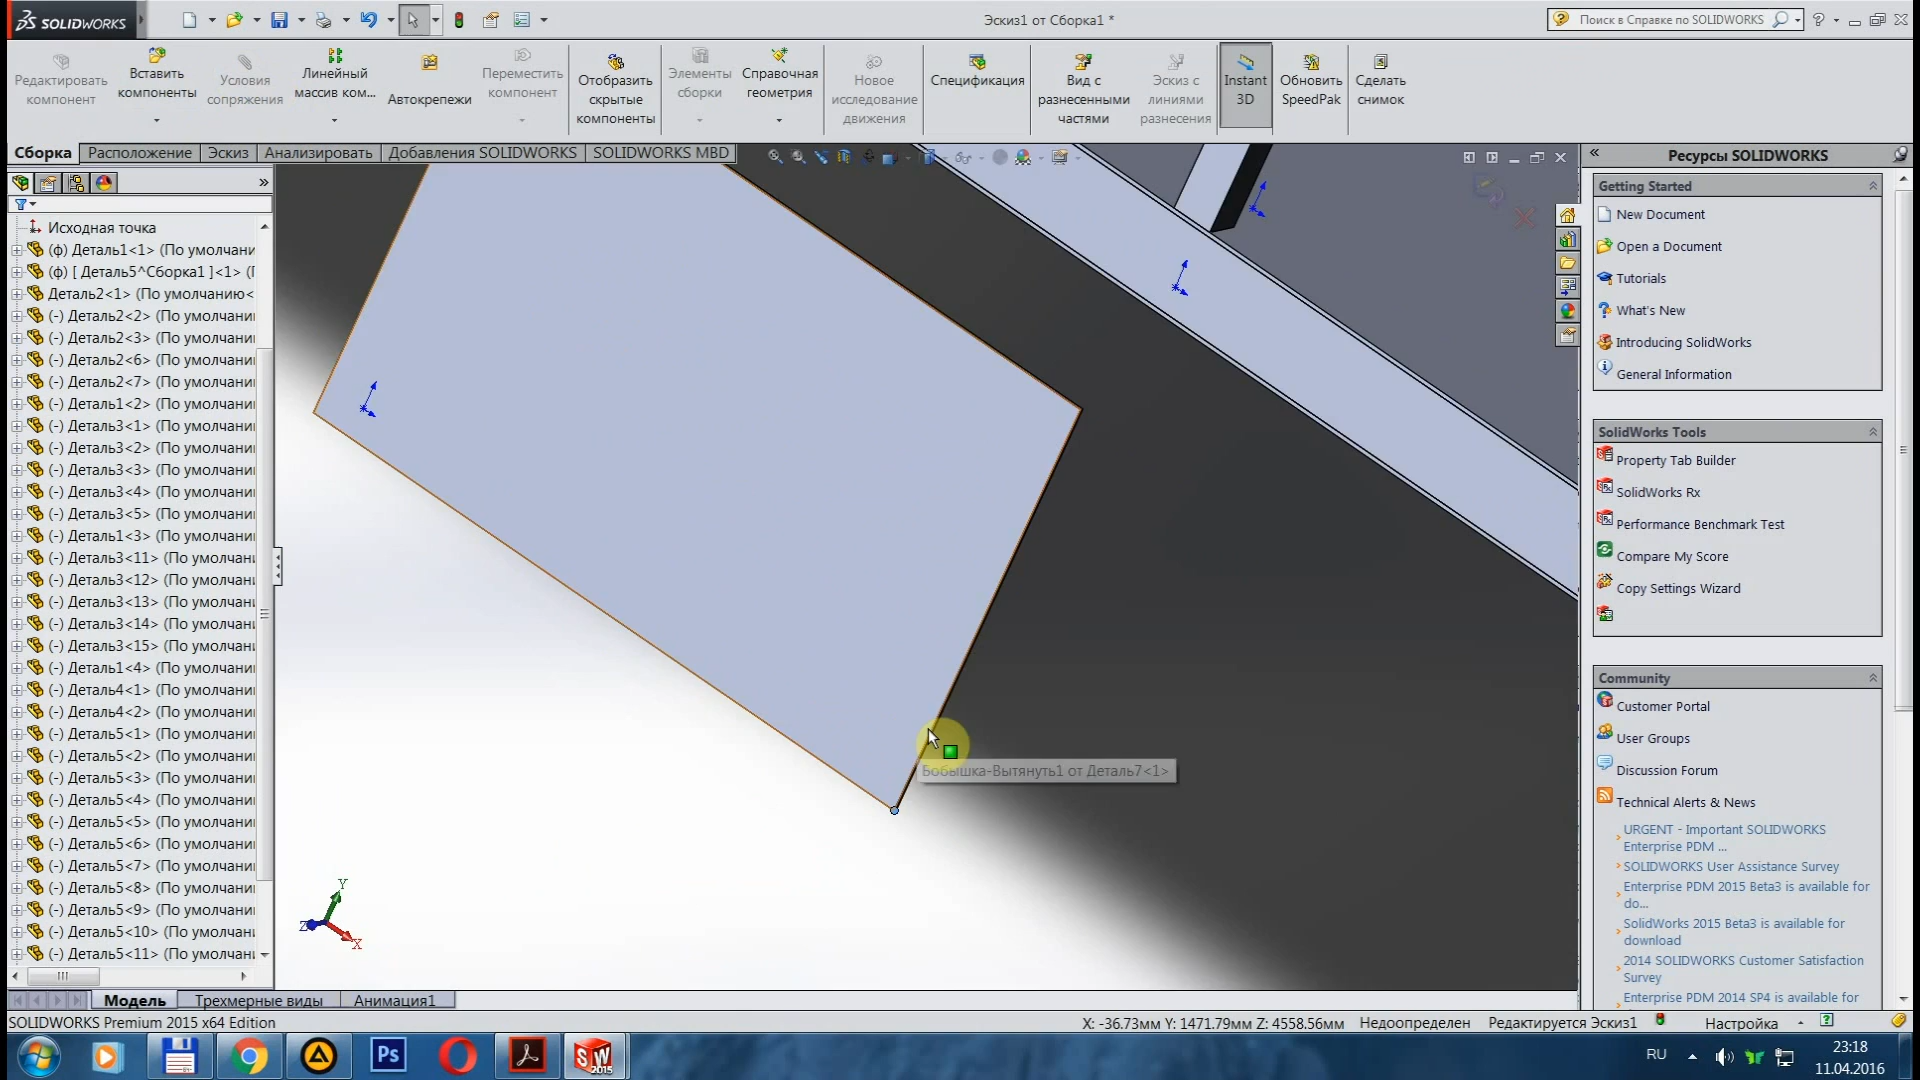 SOLIDWORKS
Эскиз1 от Сборка1 *
Поиск в Справке по SOLIDWORKS
Редактировать компонент
Вставить компоненты
Условия сопряжения
Линейный массив ком...
Автокрепежи
Переместить компонент
Отобразить скрытые компоненты
Элементы сборки
Справочная геометрия
Новое исследование движения
Спецификация
Вид с разнесенными частями
Эскиз с линиями разнесения
Instant 3D
Обновить SpeedPak
Сделать снимок
Сборка
Расположение
Эскиз
Анализировать
Добавления SOLIDWORKS
SOLIDWORKS MBD
Исходная точка
(ф) Деталь1<1> (По умолчани
(ф) [ Деталь5^Сборка1 ]<1> (Г
Деталь2<1> (По умолчанию<
(-) Деталь2<2> (По умолчани
(-) Деталь2<3> (По умолчани
(-) Деталь2<6> (По умолчани
(-) Деталь2<7> (По умолчани
(-) Деталь1<2> (По умолчани
(-) Деталь3<1> (По умолчани
(-) Деталь3<2> (По умолчани
(-) Деталь3<3> (По умолчани
(-) Деталь3<4> (По умолчани
(-) Деталь3<5> (По умолчани
(-) Деталь1<3> (По умолчани
(-) Деталь3<11> (По умолчан
(-) Деталь3<12> (По умолчан
(-) Деталь3<13> (По умолчан
(-) Деталь3<14> (По умолчан
(-) Деталь3<15> (По умолчан
(-) Деталь1<4> (По умолчани
(-) Деталь4<1> (По умолчани
(-) Деталь4<2> (По умолчани
(-) Деталь5<1> (По умолчани
(-) Деталь5<2> (По умолчани
(-) Деталь5<3> (По умолчани
(-) Деталь5<4> (По умолчани
(-) Деталь5<5> (По умолчани
(-) Деталь5<6> (По умолчани
(-) Деталь5<7> (По умолчани
(-) Деталь5<8> (По умолчани
(-) Деталь5<9> (По умолчани
(-) Деталь5<10> (По умолчан
(-) Деталь5<11> (По умолчан
Бобышка-Вытянуть1 от Деталь7<1>
Y
Z
X
Ресурсы SOLIDWORKS
Getting Started
New Document
Open a Document
Tutorials
What's New
Introducing SolidWorks
General Information
SolidWorks Tools
Property Tab Builder
SolidWorks Rx
Performance Benchmark Test
Compare My Score
Copy Settings Wizard
Community
Customer Portal
User Groups
Discussion Forum
Technical Alerts & News
URGENT - Important SOLIDWORKS
Enterprise PDM ...
SOLIDWORKS User Assistance Survey
Enterprise PDM 2015 Beta3 is available for
do...
SolidWorks 2015 Beta3 is available for
download
2014 SOLIDWORKS Customer Satisfaction
Survey
Enterprise PDM 2014 SP4 is available for
Модель
Трехмерные виды
Анимация1
SOLIDWORKS Premium 2015 x64 Edition
X: -36.73мм Y: 1471.79мм Z: 4558.56мм
Недоопределен
Редактируется Эскиз1
Настройка
Ps
SW
2015
RU
23:18
11.04.2016